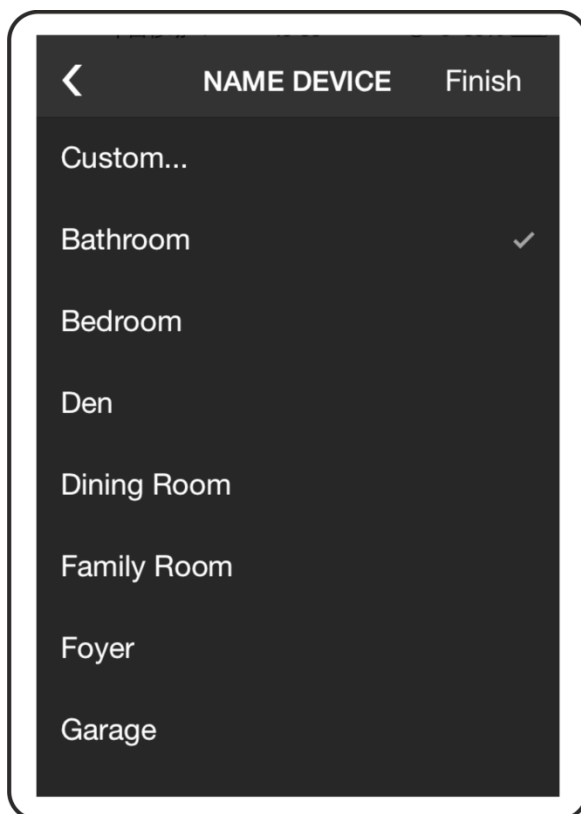 NAME DEVICE Finish
Custom...
Bathroom
Bedroom
Den
Dining Room
Family Room
Foyer
Garage